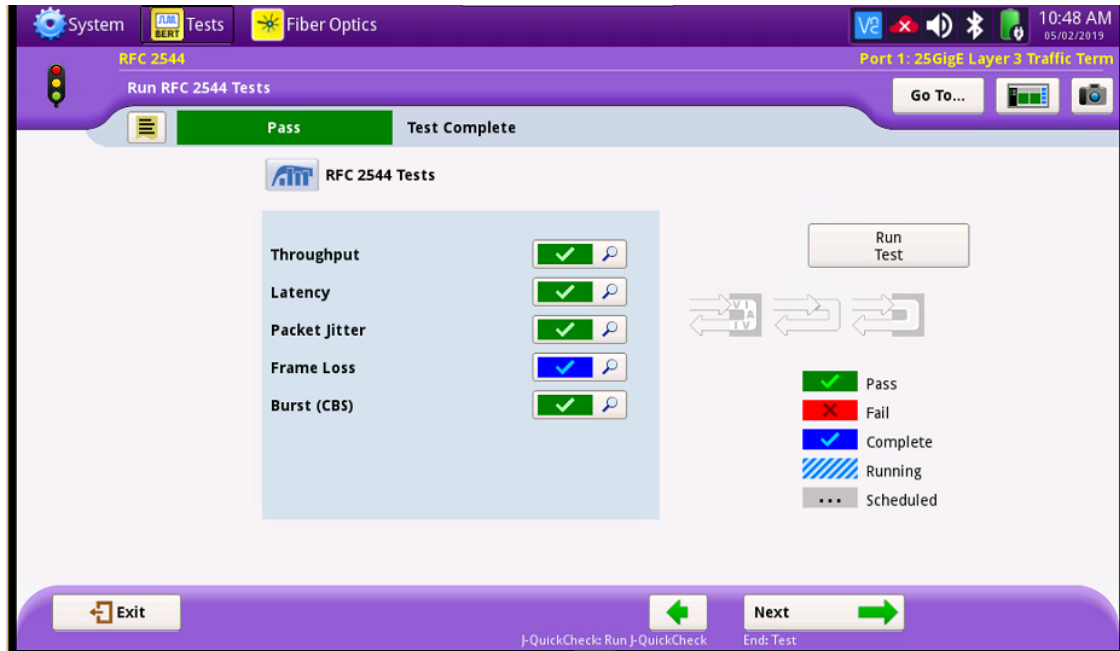 System
BERT
Tests
Fiber Optics
10:48 AM
05/02/2019
RFC 2544
Port 1: 25GigE Layer 3 Traffic Term
Run RFC 2544 Tests
Go To...
Pass
Test Complete
RFC 2544 Tests
Throughput
Latency
Packet Jitter
Frame Loss
Burst (CBS)
Run
Test
VIAVI
Pass
Fail
Complete
Running
... Scheduled
Exit
Next
J-QuickCheck: Run J-QuickCheck
End: Test